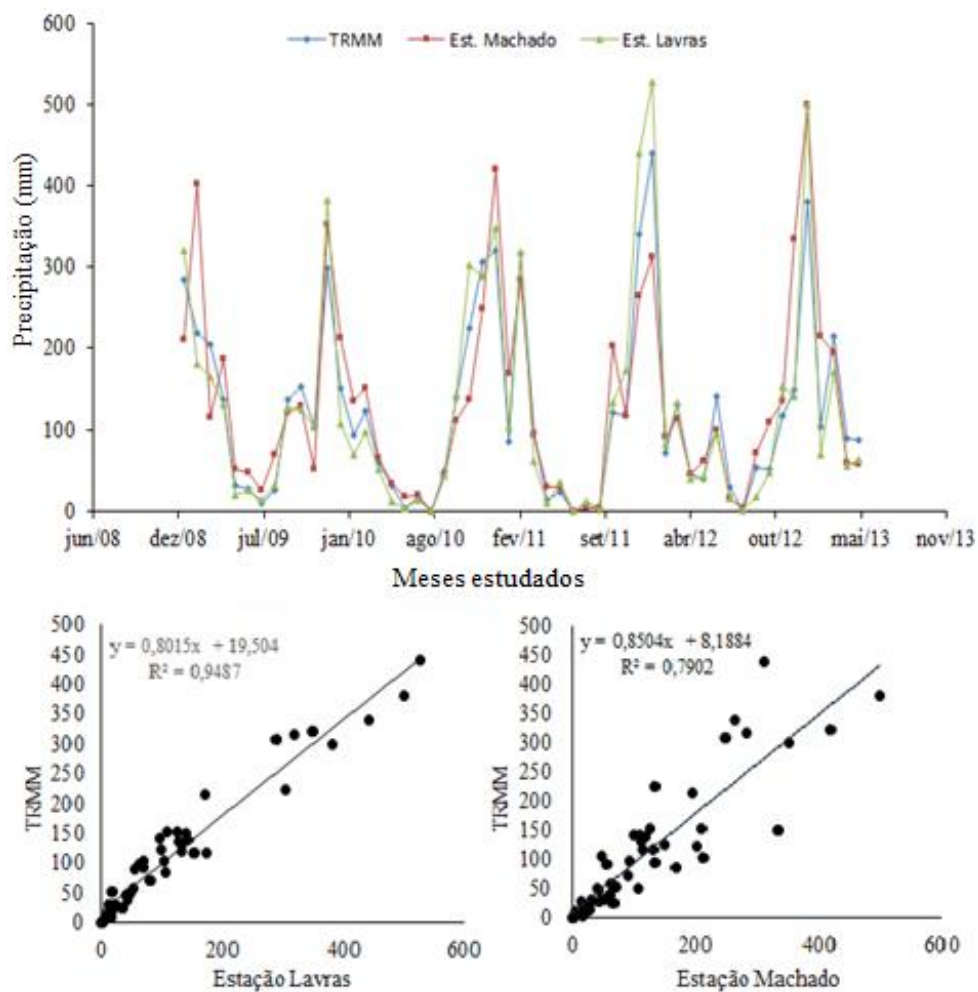 600
500
400
300
200
100
0
Precipitação (mm)
TRMM Est. Machado Est. Lavras
jun/08 dez/08 jul/09 jan/10 ago/10 fev/11 set/11 abr/12 out/12 mai/13 nov/13
Meses estudados
500
450
400
350
300
250
200
150
100
50
0
TRMM
y = 0,8015x + 19,504
R² = 0,9487
0 200 400 600
Estação Lavras
500
450
400
350
300
250
200
150
100
50
0
TRMM
y = 0,8504x + 8,1884
R² = 0,7902
0 200 400 600
Estação Machado